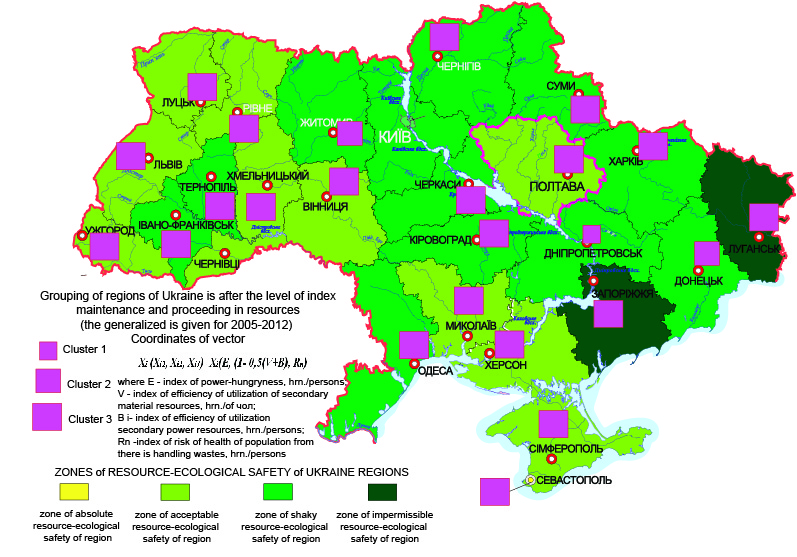 ЧЕРНІГІВ
СУМИ
ЛУЦЬК
РІВНЕ
ЖИТОМИР
КИЇВ
ЛЬВІВ
ХАРКІВ
ТЕРНОПІЛЬ
ХМЕЛЬНИЦЬКИЙ
ЧЕРКАСИ
ПОЛТАВА
ВІННИЦЯ
УЖГОРОД
ІВАНО-ФРАНКІВСЬК
КІРОВОГРАД
ЛУГАНСЬК
ЧЕРНІВЦІ
ДНІПРОПЕТРОВСЬК
ДОНЕЦЬК
ЗАПОРІЖЖЯ
МИКОЛАЇВ
ХЕРСОН
ОДЕСА
СІМФЕРОПОЛЬ
СЕВАСТОПОЛЬ
Grouping of regions of Ukraine is after the level of index
maintenance and proceeding in resources
(the generalized is given for 2005-2012)
Coordinates of vector
Cluster 1
Cluster 2
where E - index of power-hungryness, hrn./persons;
V - index of efficiency of utilization of secondary
material resources, hrn./of чол;
Cluster 3
B i- index of efficiency of utilization
secondary power resources, hrn./persons;
Rn -index of risk of health of population from
there is handling wastes, hrn./persons
ZONES of RESOURCE-ECOLOGICAL SAFETY of UKRAINE REGIONS
zone of absolute
resource-ecological
safety of region
zone of acceptable
resource-ecological
safety of region
zone of shaky
resource-ecological
safety of region
zone of impermissible
resource-ecological
safety of region